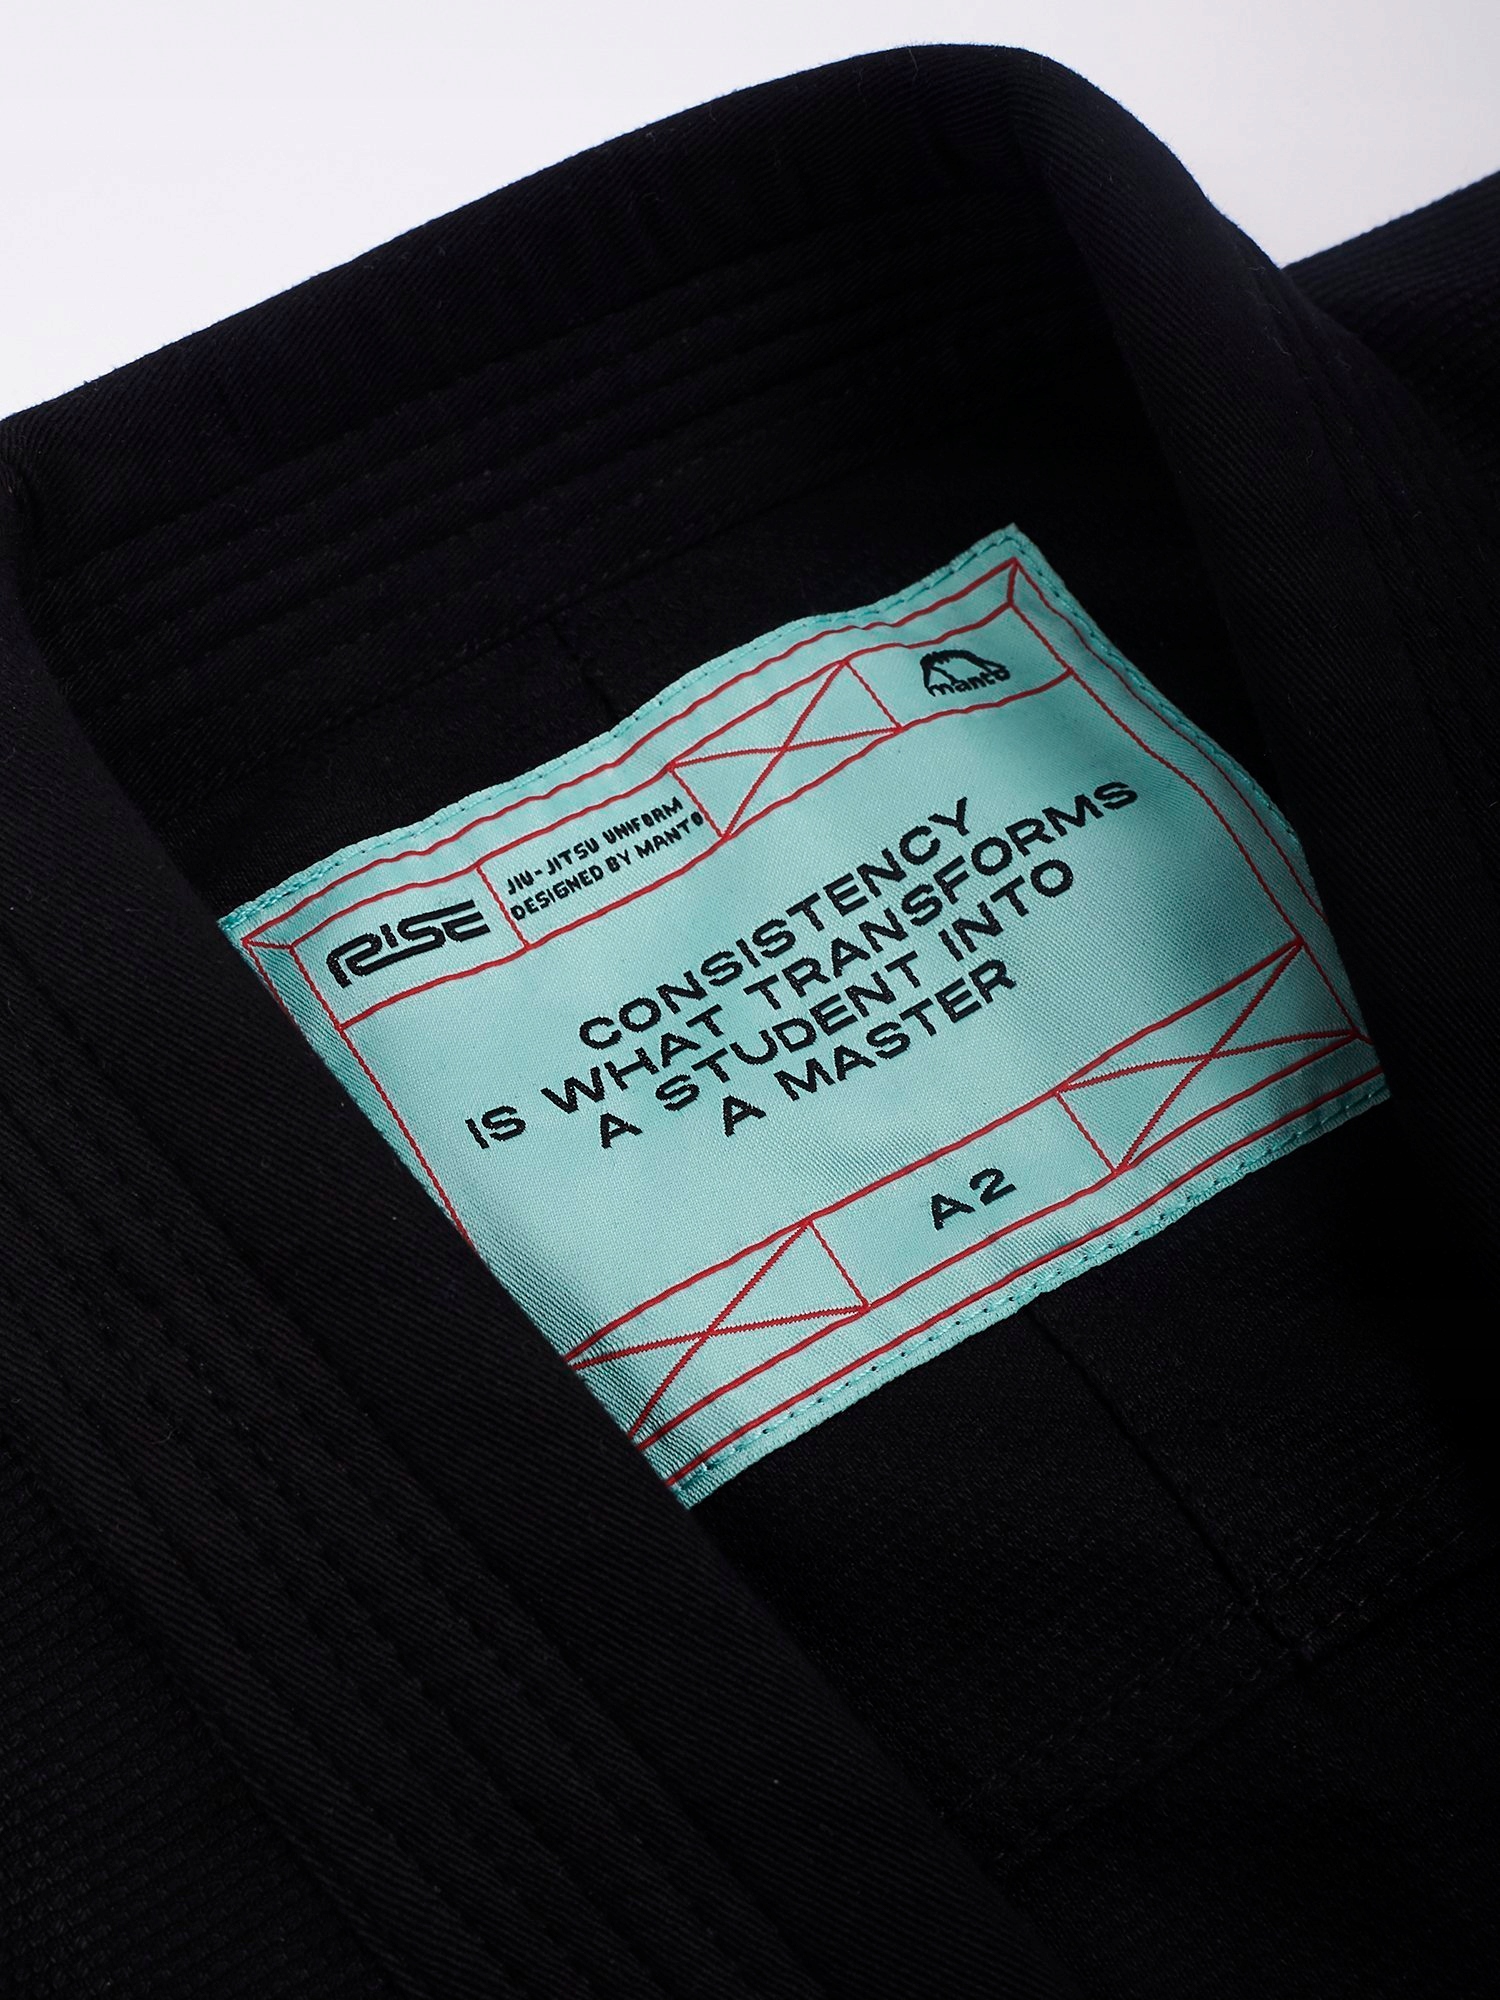 RISE
JIU-JITSU UNIFORM
DESIGNED BY MANTO
manto
CONSISTENCY
IS WHAT TRANSFORMS
A STUDENT INTO
A MASTER
A2